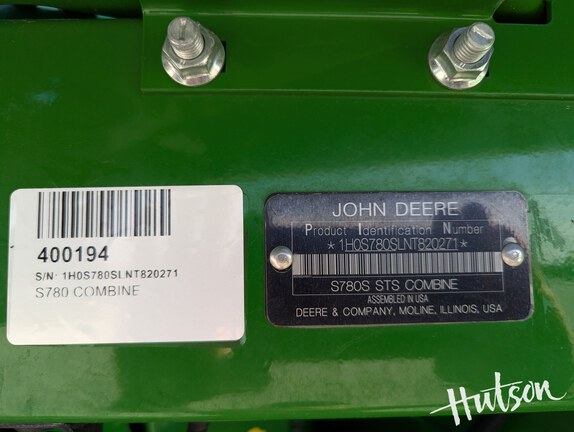 400194
S/N: 1H0S780SLNT820271
S780 COMBINE
JOHN DEERE
Product Identification Number
*1H0S780SLNT820271*
S780S STS COMBINE
ASSEMBLED IN USA
DEERE & COMPANY, MOLINE, ILLINOIS, USA
Hutson